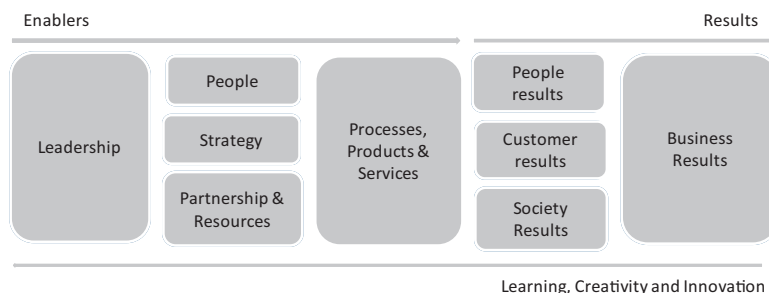 Enablers
Results
Leadership
People
Strategy
Partnership &
Resources
Processes,
Products &
Services
People
results
Customer
results
Society
Results
Business
Results
Learning, Creativity and Innovation